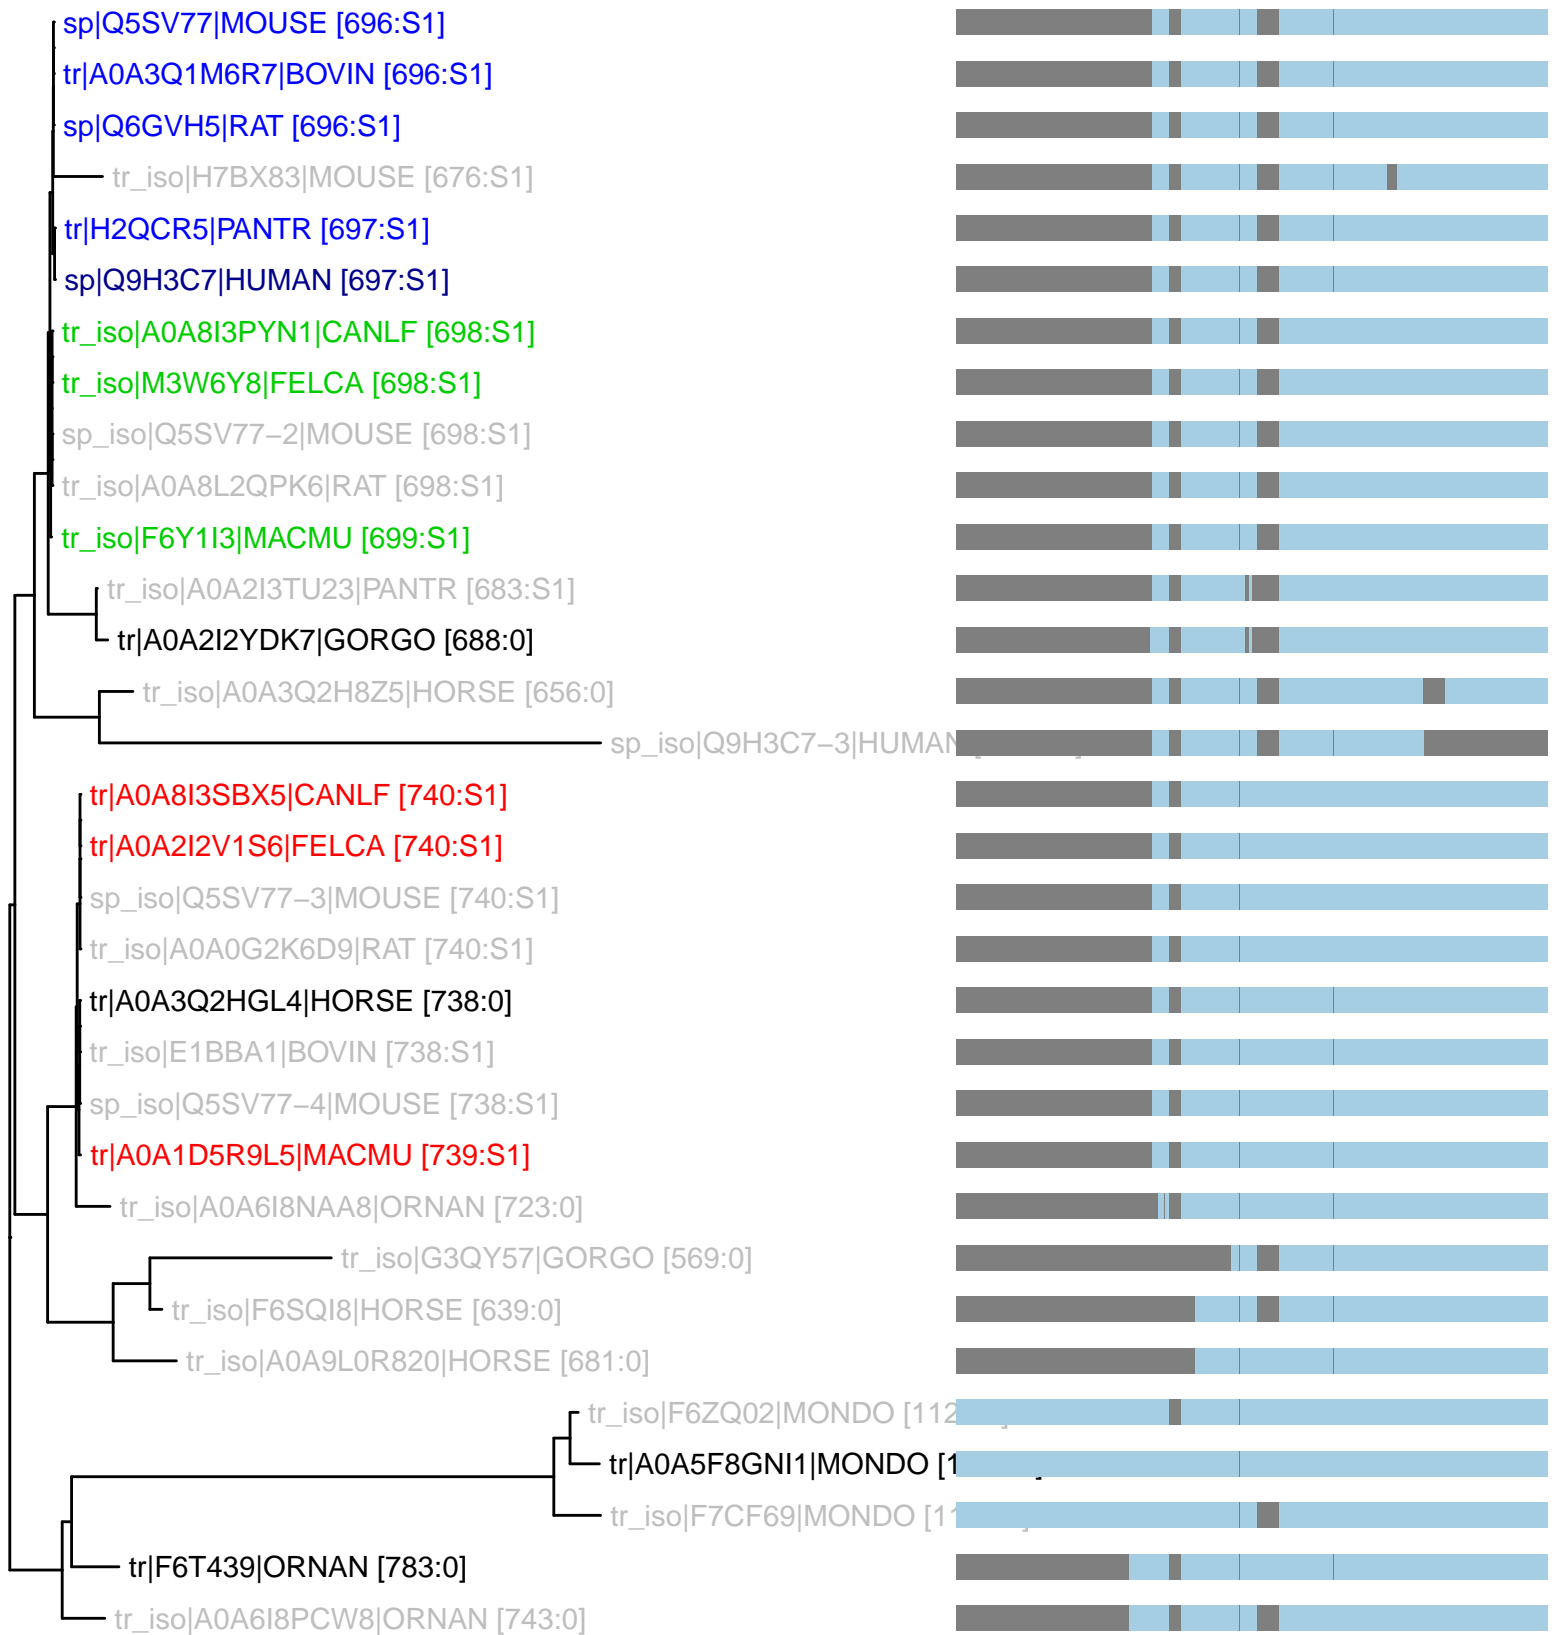 sp|Q5SV77|MOUSE [696:S1]
tr|A0A3Q1M6R7|BOVIN [696:S1]
sp|Q6GVH5|RAT [696:S1]
tr_iso|H7BX83|MOUSE [676:S1]
tr|H2QCR5|PANTR [697:S1]
sp|Q9H3C7|HUMAN [697:S1]
tr_iso|A0A8I3PYN1|CANLF [698:S1]
tr_iso|M3W6Y8|FELCA [698:S1]
sp_iso|Q5SV77−2|MOUSE [698:S1]
tr_iso|A0A8L2QPK6|RAT [698:S1]
tr_iso|F6Y1I3|MACMU [699:S1]
tr_iso|A0A2I3TU23|PANTR [683:S1]
tr|A0A2I2YDK7|GORGO [688:0]
tr_iso|A0A3Q2H8Z5|HORSE [656:0]
sp_iso|Q9H3C7−3|HUMAN
tr|A0A8I3SBX5|CANLF [740:S1]
tr|A0A2I2V1S6|FELCA [740:S1]
sp_iso|Q5SV77−3|MOUSE [740:S1]
tr_iso|A0A0G2K6D9|RAT [740:S1]
tr|A0A3Q2HGL4|HORSE [738:0]
tr_iso|E1BBA1|BOVIN [738:S1]
sp_iso|Q5SV77−4|MOUSE [738:S1]
tr|A0A1D5R9L5|MACMU [739:S1]
tr_iso|A0A6I8NAA8|ORNAN [723:0]
tr_iso|G3QY57|GORGO [569:0]
tr_iso|F6SQI8|HORSE [639:0]
tr_iso|A0A9L0R820|HORSE [681:0]
tr_iso|F6ZQ02|MONDO
tr|A0A5F8GNI1|MONDO
tr_iso|F7CF69|MONDO
tr|F6T439|ORNAN [783:0]
tr_iso|A0A6I8PCW8|ORNAN [743:0]